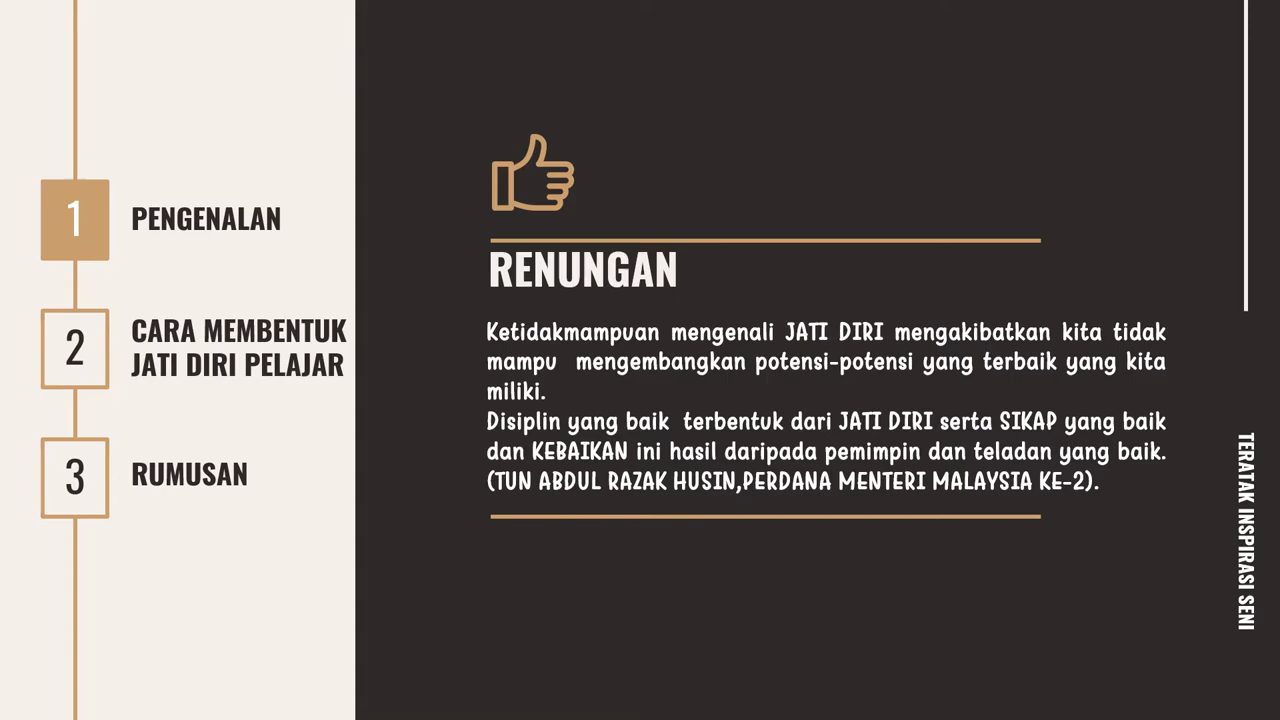 1
PENGENALAN
2
CARA MEMBENTUK
JATI DIRI PELAJAR
3
RUMUSAN
RENUNGAN
Ketidakmampuan mengenali JATI DIRI mengakibatkan kita tidak
mampu mengembangkan potensi-potensi yang terbaik yang kita
miliki.
Disiplin yang baik terbentuk dari JATI DIRI serta SIKAP yang baik
dan KEBAIKAN ini hasil daripada pemimpin dan teladan yang baik.
(TUN ABDUL RAZAK HUSIN,PERDANA MENTERI MALAYSIA KE-2).
TERATAK INSPIRASI SENI